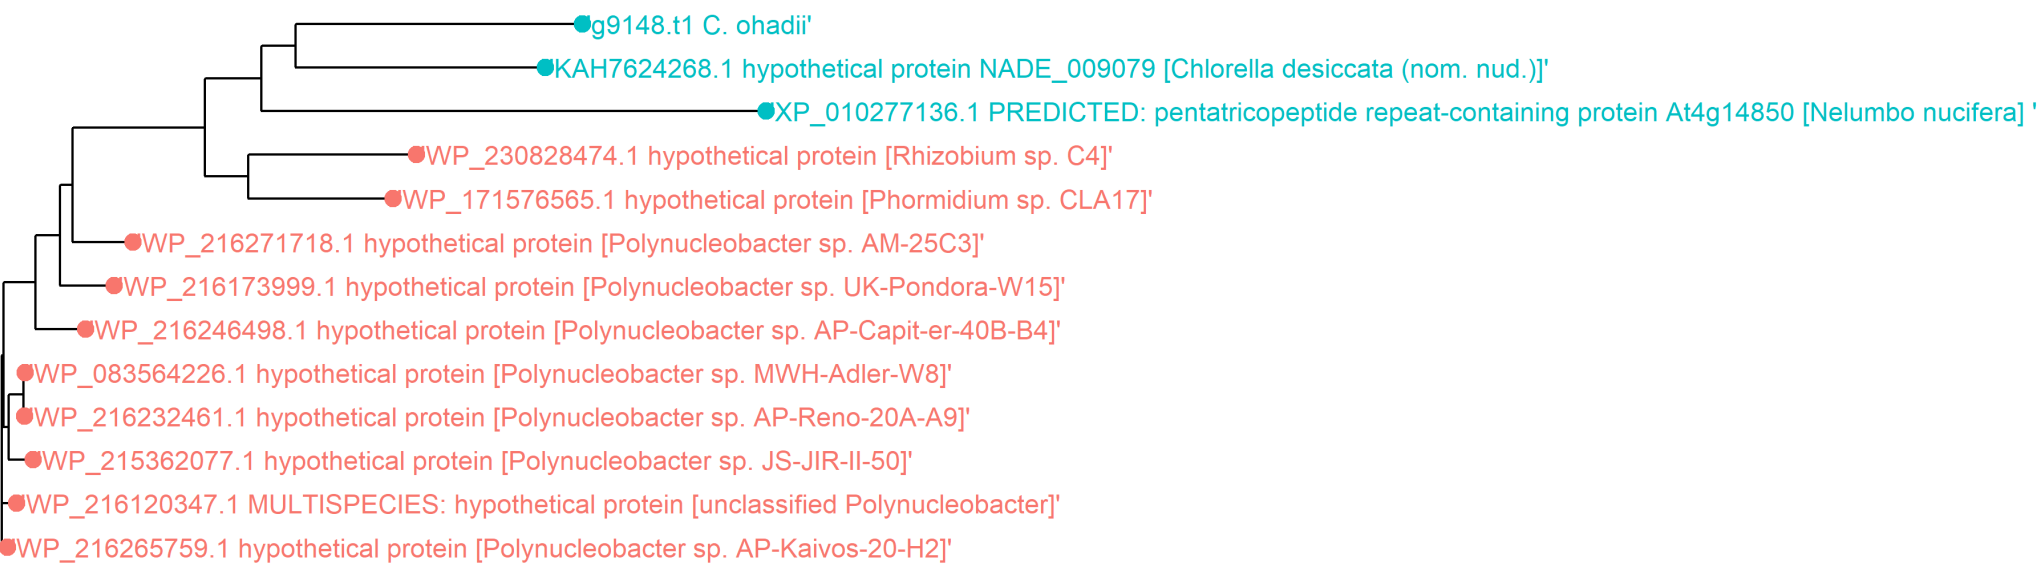 'g9148.t1 C. ohadii'
'KAH7624268.1 hypothetical protein NADE_009079 [Chlorella desiccata (nom. nud.)]'
'XP_010277136.1 PREDICTED: pentatricopeptide repeat-containing protein At4g14850 [Nelumbo nucifera] '
'WP_230828474.1 hypothetical protein [Rhizobium sp. C4]'
'WP_171576565.1 hypothetical protein [Phormidium sp. CLA17]'
'WP_216271718.1 hypothetical protein [Polynucleobacter sp. AM-25C3]'
'WP_216173999.1 hypothetical protein [Polynucleobacter sp. UK-Pondora-W15]'
'WP_216246498.1 hypothetical protein [Polynucleobacter sp. AP-Capit-er-40B-B4]'
'WP_083564226.1 hypothetical protein [Polynucleobacter sp. MWH-Adler-W8]'
'WP_216232461.1 hypothetical protein [Polynucleobacter sp. AP-Reno-20A-A9]'
'WP_215362077.1 hypothetical protein [Polynucleobacter sp. JS-JIR-II-50]'
'WP_216120347.1 MULTISPECIES: hypothetical protein [unclassified Polynucleobacter]'
'WP_216265759.1 hypothetical protein [Polynucleobacter sp. AP-Kaivos-20-H2]'